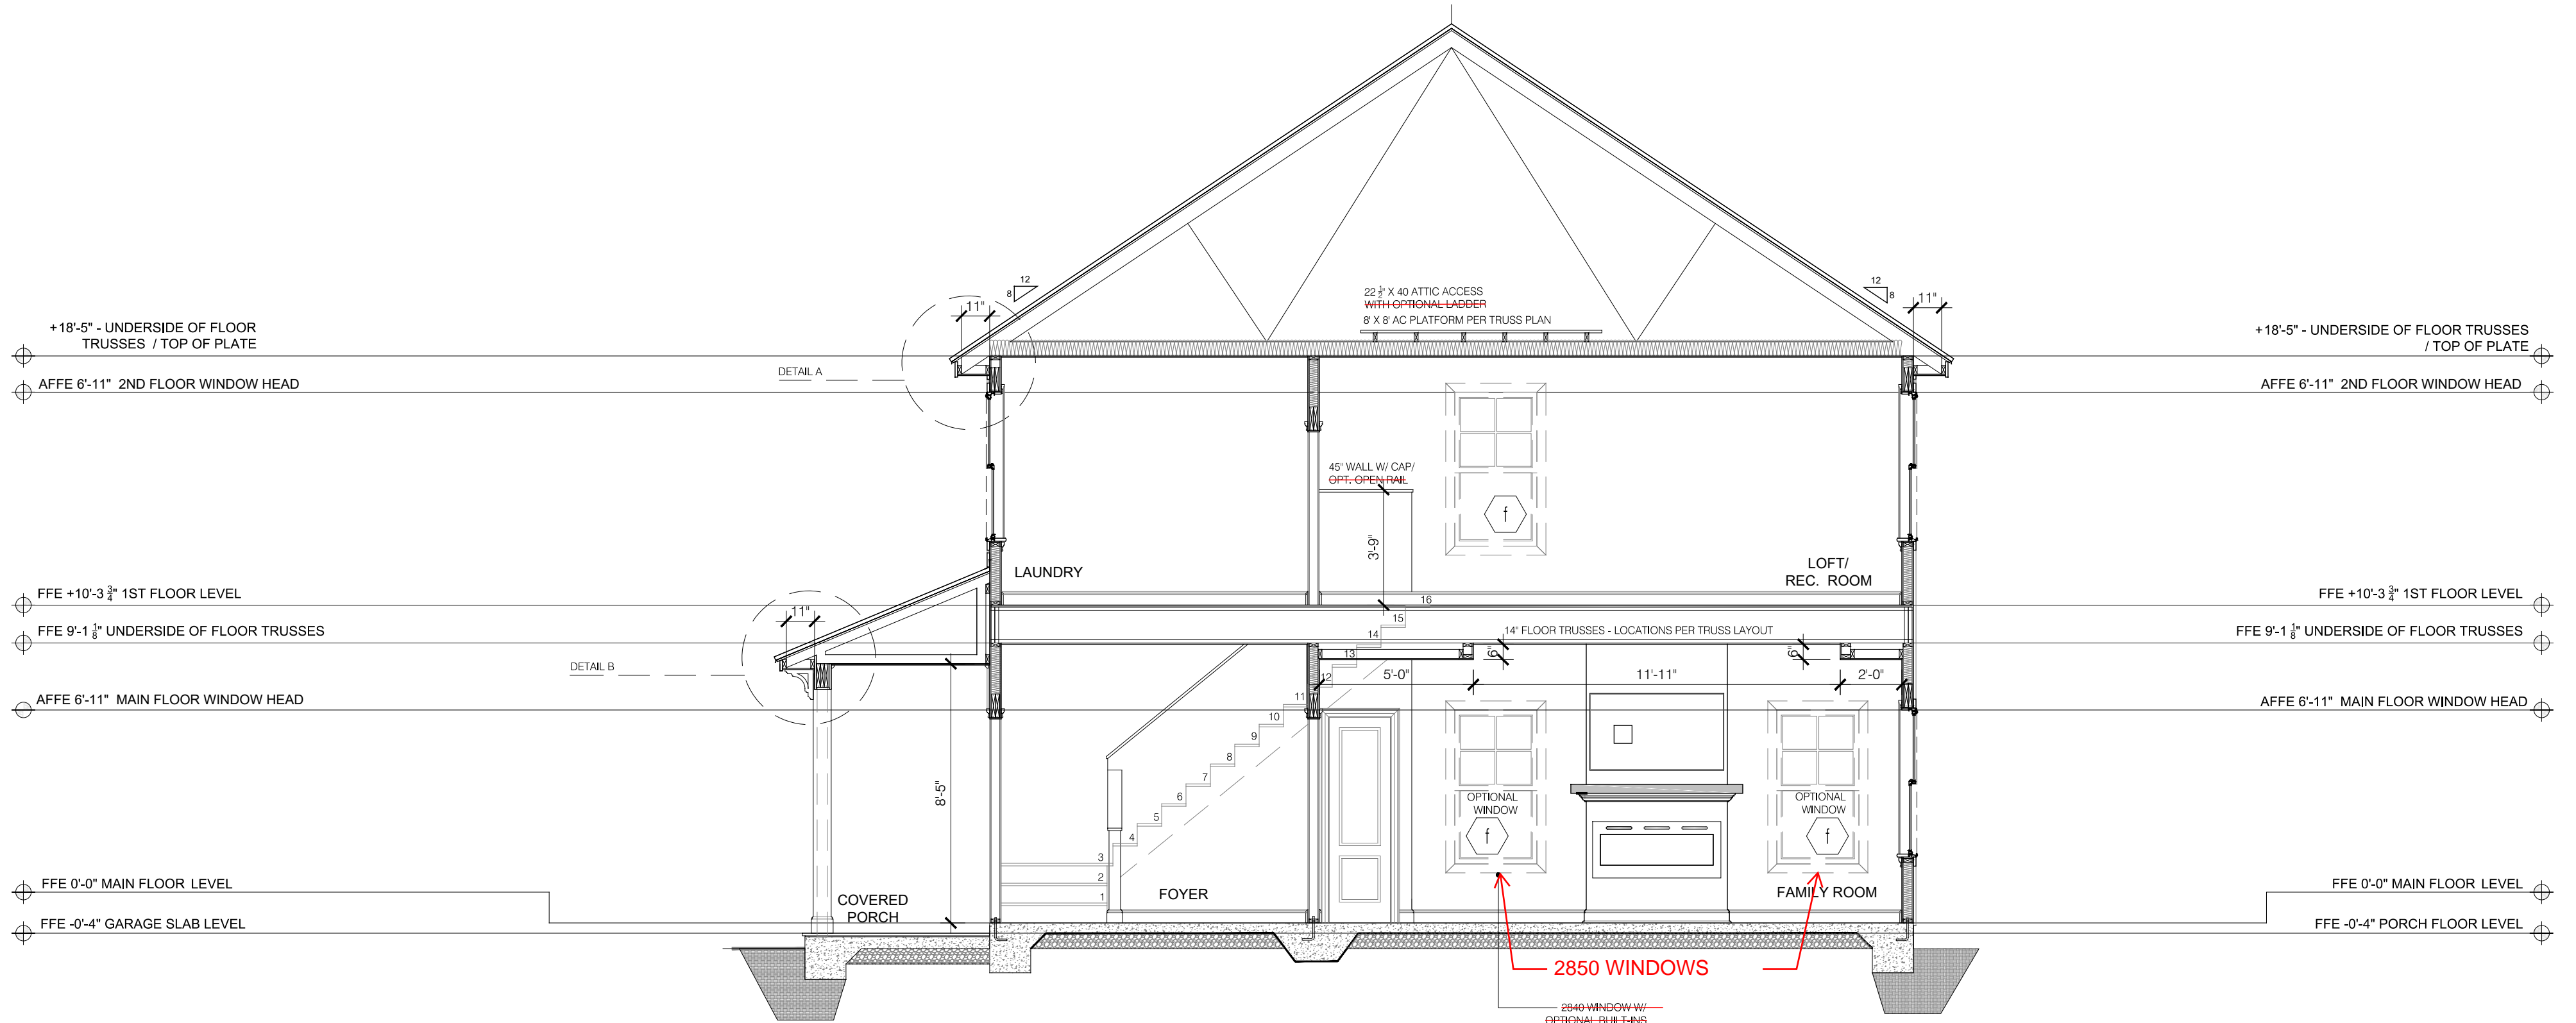 12
8
11"
22 ½" X 40 ATTIC ACCESS
WITH OPTIONAL LADDER
8' X 8' AC PLATFORM PER TRUSS PLAN
12
8
11"
+18'-5" - UNDERSIDE OF FLOOR
TRUSSES / TOP OF PLATE
+18'-5" - UNDERSIDE OF FLOOR TRUSSES
/ TOP OF PLATE
DETAIL A
AFFE 6'-11" 2ND FLOOR WINDOW HEAD
AFFE 6'-11" 2ND FLOOR WINDOW HEAD
45" WALL W/ CAP/
OPT. OPEN RAIL
f
3'-9"
LAUNDRY
LOFT/
REC. ROOM
FFE +10'-3 ¾" 1ST FLOOR LEVEL
FFE +10'-3 ¾" 1ST FLOOR LEVEL
11"
16
15
14
13
12
11
10
9
8
7
6
5
4
3
2
1
FFE 9'-1 ⅛" UNDERSIDE OF FLOOR TRUSSES
14" FLOOR TRUSSES - LOCATIONS PER TRUSS LAYOUT
FFE 9'-1 ⅛" UNDERSIDE OF FLOOR TRUSSES
6"
6"
DETAIL B
5'-0"
11'-11"
2'-0"
AFFE 6'-11" MAIN FLOOR WINDOW HEAD
AFFE 6'-11" MAIN FLOOR WINDOW HEAD
8'-5"
OPTIONAL
WINDOW
f
OPTIONAL
WINDOW
f
FFE 0'-0" MAIN FLOOR LEVEL
COVERED
PORCH
FOYER
FAMILY ROOM
FFE 0'-0" MAIN FLOOR LEVEL
FFE -0'-4" GARAGE SLAB LEVEL
FFE -0'-4" PORCH FLOOR LEVEL
2850 WINDOWS
2840 WINDOW W/
OPTIONAL BUILT-INS